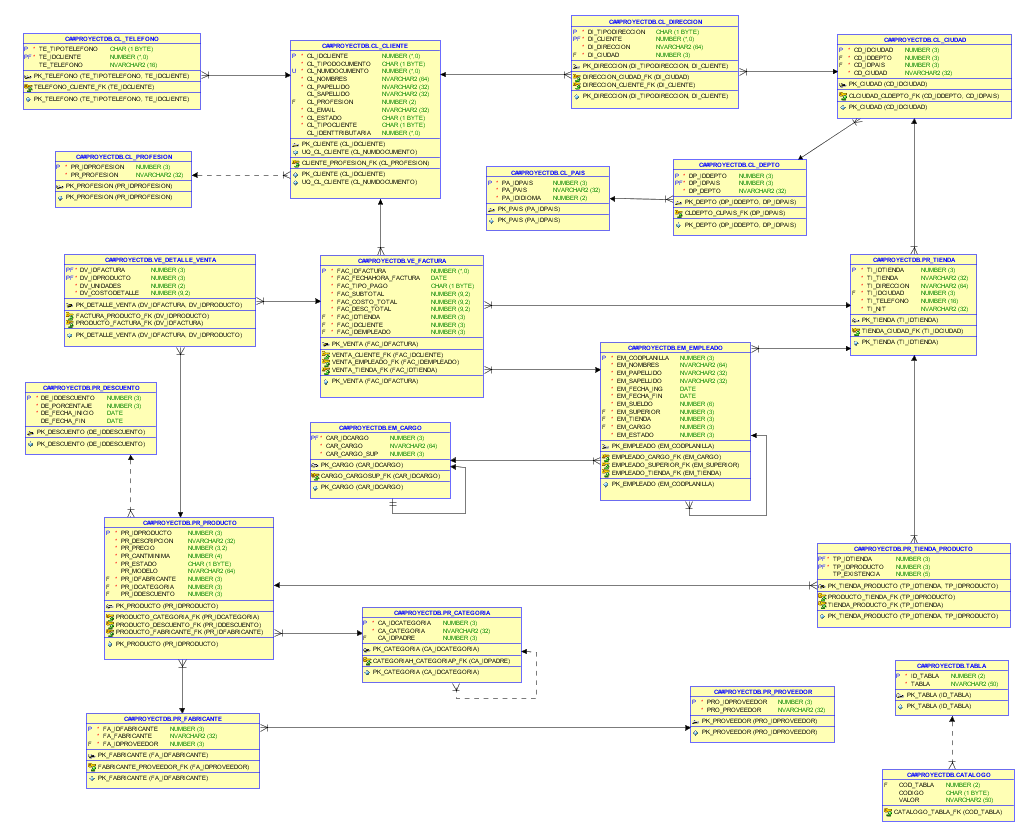 C##PROYECTDB.CL_TELEFONO
P * TE_TIPOTELEFONO CHAR (1 BYTE)
PF * TE_IDCLIENTE NUMBER (*,0)
TE_TELEFONO NVARCHAR2 (16)
PK_TELEFONO (TE_TIPOTELEFONO, TE_IDCLIENTE)
TELEFONO_CLIENTE_FK (TE_IDCLIENTE)
PK_TELEFONO (TE_TIPOTELEFONO, TE_IDCLIENTE)
C##PROYECTDB.CL_CLIENTE
P * CL_IDCLIENTE NUMBER (*,0)
* CL_TIPODOCUMENTO CHAR (1 BYTE)
U * CL_NUMDOCUMENTO NUMBER (*,0)
* CL_NOMBRES NVARCHAR2 (64)
* CL_PAPELLIDO NVARCHAR2 (32)
CL_SAPELLIDO NVARCHAR2 (32)
F CL_PROFESION NUMBER (2)
* CL_EMAIL NVARCHAR2 (32)
* CL_ESTADO CHAR (1 BYTE)
* CL_TIPOCLIENTE CHAR (1 BYTE)
CL_IDENTTRIBUTARIA NUMBER (*,0)
PK_CLIENTE (CL_IDCLIENTE)
UQ_CL_CLIENTE (CL_NUMDOCUMENTO)
CLIENTE_PROFESION_FK (CL_PROFESION)
PK_CLIENTE (CL_IDCLIENTE)
UQ_CL_CLIENTE (CL_NUMDOCUMENTO)
C##PROYECTDB.CL_DIRECCION
P * DI_TIPODIRECCION CHAR (1 BYTE)
PF * DI_CLIENTE NUMBER (*,0)
* DI_DIRECCION NVARCHAR2 (64)
F * DI_CIUDAD NUMBER (3)
PK_DIRECCION (DI_TIPODIRECCION, DI_CLIENTE)
DIRECCION_CIUDAD_FK (DI_CIUDAD)
DIRECCION_CLIENTE_FK (DI_CLIENTE)
PK_DIRECCION (DI_TIPODIRECCION, DI_CLIENTE)
C##PROYECTDB.CL_CIUDAD
P * CD_IDCIUDAD NUMBER (3)
F * CD_IDDEPTO NUMBER (3)
F * CD_IDPAIS NUMBER (3)
* CD_CIUDAD NVARCHAR2 (32)
PK_CIUDAD (CD_IDCIUDAD)
CLCIUDAD_CLDEPTO_FK (CD_IDDEPTO, CD_IDPAIS)
PK_CIUDAD (CD_IDCIUDAD)
C##PROYECTDB.CL_PROFESION
P * PR_IDPROFESION NUMBER (3)
* PR_PROFESION NVARCHAR2 (32)
PK_PROFESION (PR_IDPROFESION)
PK_PROFESION (PR_IDPROFESION)
C##PROYECTDB.CL_PAIS
P * PA_IDPAIS NUMBER (3)
* PA_PAIS NVARCHAR2 (32)
* PA_IDIDIOMA NUMBER (2)
PK_PAIS (PA_IDPAIS)
PK_PAIS (PA_IDPAIS)
C##PROYECTDB.CL_DEPTO
P * DP_IDDEPTO NUMBER (3)
PF * DP_IDPAIS NUMBER (3)
* DP_DEPTO NVARCHAR2 (32)
PK_DEPTO (DP_IDDEPTO, DP_IDPAIS)
CLDEPTO_CLPAIS_FK (DP_IDPAIS)
PK_DEPTO (DP_IDDEPTO, DP_IDPAIS)
C##PROYECTDB.VE_DETALLE_VENTA
PF * DV_IDFACTURA NUMBER (3)
PF * DV_IDPRODUCTO NUMBER (3)
* DV_UNIDADES NUMBER (2)
* DV_COSTODETALLE NUMBER (9,2)
PK_DETALLE_VENTA (DV_IDFACTURA, DV_IDPRODUCTO)
FACTURA_PRODUCTO_FK (DV_IDPRODUCTO)
PRODUCTO_FACTURA_FK (DV_IDFACTURA)
PK_DETALLE_VENTA (DV_IDFACTURA, DV_IDPRODUCTO)
C##PROYECTDB.VE_FACTURA
P * FAC_IDFACTURA NUMBER (*,0)
* FAC_FECHAHORA_FACTURA DATE
* FAC_TIPO_PAGO CHAR (1 BYTE)
* FAC_SUBTOTAL NUMBER (9,2)
* FAC_COSTO_TOTAL NUMBER (9,2)
* FAC_DESC_TOTAL NUMBER (9,2)
F * FAC_IDTIENDA NUMBER (3)
F * FAC_IDCLIENTE NUMBER (3)
F * FAC_IDEMPLEADO NUMBER (3)
PK_VENTA (FAC_IDFACTURA)
VENTA_CLIENTE_FK (FAC_IDCLIENTE)
VENTA_EMPLEADO_FK (FAC_IDEMPLEADO)
VENTA_TIENDA_FK (FAC_IDTIENDA)
PK_VENTA (FAC_IDFACTURA)
C##PROYECTDB.PR_TIENDA
P * TI_IDTIENDA NUMBER (3)
* TI_TIENDA NVARCHAR2 (32)
* TI_DIRECCION NUMBER (64)
F * TI_IDCIUDAD NUMBER (3)
* TI_TELEFONO NUMBER (16)
* TI_NIT NVARCHAR2 (32)
PK_TIENDA (TI_IDTIENDA)
TIENDA_CIUDAD_FK (TI_IDCIUDAD)
PK_TIENDA (TI_IDTIENDA)
C##PROYECTDB.EM_EMPLEADO
P * EM_CODPLANILLA NUMBER (3)
* EM_NOMBRES NVARCHAR2 (64)
* EM_PAPELLIDO NVARCHAR2 (32)
* EM_SAPELLIDO NVARCHAR2 (32)
* EM_FECHA_ING DATE
* EM_FECHA_FIN DATE
* EM_SUELDO NUMBER (6)
F * EM_SUPERIOR NUMBER (3)
F * EM_TIENDA NUMBER (3)
F * EM_CARGO NUMBER (3)
* EM_ESTADO NUMBER (3)
PK_EMPLEADO (EM_CODPLANILLA)
EMPLEADO_CARGO_FK (EM_CARGO)
EMPLEADO_SUPERIOR_FK (EM_SUPERIOR)
EMPLEADO_TIENDA_FK (EM_TIENDA)
PK_EMPLEADO (EM_CODPLANILLA)
C##PROYECTDB.PR_DESCUENTO
P * DE_IDDESCUENTO NUMBER (3)
* DE_PORCENTAJE NUMBER (3)
* DE_FECHA_INICIO DATE
DE_FECHA_FIN DATE
PK_DESCUENTO (DE_IDDESCUENTO)
PK_DESCUENTO (DE_IDDESCUENTO)
C##PROYECTDB.EM_CARGO
PF * CAR_IDCARGO NUMBER (3)
* CAR_CARGO NVARCHAR2 (64)
* CAR_CARGO_SUP NUMBER (3)
PK_CARGO (CAR_IDCARGO)
CARGO_CARGOSUP_FK (CAR_IDCARGO)
PK_CARGO (CAR_IDCARGO)
C##PROYECTDB.PR_PRODUCTO
P * PR_IDPRODUCTO NUMBER (3)
* PR_DESCRIPCION NVARCHAR2 (32)
* PR_PRECIO NUMBER (3,2)
* PR_CANTMINIMA NUMBER (4)
* PR_ESTADO CHAR (1 BYTE)
PR_MODELO NVARCHAR2 (64)
F * PR_IDFABRICANTE NUMBER (3)
F * PR_IDCATEGORIA NUMBER (3)
F PR_IDDESCUENTO NUMBER (3)
PK_PRODUCTO (PR_IDPRODUCTO)
PRODUCTO_CATEGORIA_FK (PR_IDCATEGORIA)
PRODUCTO_DESCUENTO_FK (PR_IDDESCUENTO)
PRODUCTO_FABRICANTE_FK (PR_IDFABRICANTE)
PK_PRODUCTO (PR_IDPRODUCTO)
C##PROYECTDB.PR_TIENDA_PRODUCTO
PF * TP_IDTIENDA NUMBER (3)
PF * TP_IDPRODUCTO NUMBER (3)
TP_EXISTENCIA NUMBER (5)
PK_TIENDA_PRODUCTO (TP_IDTIENDA, TP_IDPRODUCTO)
PRODUCTO_TIENDA_FK (TP_IDPRODUCTO)
TIENDA_PRODUCTO_FK (TP_IDTIENDA)
PK_TIENDA_PRODUCTO (TP_IDTIENDA, TP_IDPRODUCTO)
C##PROYECTDB.PR_CATEGORIA
P * CA_IDCATEGORIA NUMBER (3)
* CA_CATEGORIA NVARCHAR2 (32)
F CA_IDPADRE NUMBER (3)
PK_CATEGORIA (CA_IDCATEGORIA)
CATEGORIAH_CATEGORIAP_FK (CA_IDPADRE)
PK_CATEGORIA (CA_IDCATEGORIA)
C##PROYECTDB.TABLA
P * ID_TABLA NUMBER (2)
* TABLA NVARCHAR2 (50)
PK_TABLA (ID_TABLA)
PK_TABLA (ID_TABLA)
C##PROYECTDB.PR_PROVEEDOR
P * PRO_IDPROVEEDOR NUMBER (3)
* PRO_PROVEEDOR NVARCHAR2 (32)
PK_PROVEEDOR (PRO_IDPROVEEDOR)
PK_PROVEEDOR (PRO_IDPROVEEDOR)
C##PROYECTDB.PR_FABRICANTE
P * FA_IDFABRICANTE NUMBER (3)
* FA_FABRICANTE NVARCHAR2 (32)
F * FA_IDPROVEEDOR NUMBER (3)
PK_FABRICANTE (FA_IDFABRICANTE)
FABRICANTE_PROVEEDOR_FK (FA_IDPROVEEDOR)
PK_FABRICANTE (FA_IDFABRICANTE)
C##PROYECTDB.CATALOGO
F COD_TABLA NUMBER (2)
CODIGO CHAR (1 BYTE)
VALOR NVARCHAR2 (50)
CATALOGO_TABLA_FK (COD_TABLA)